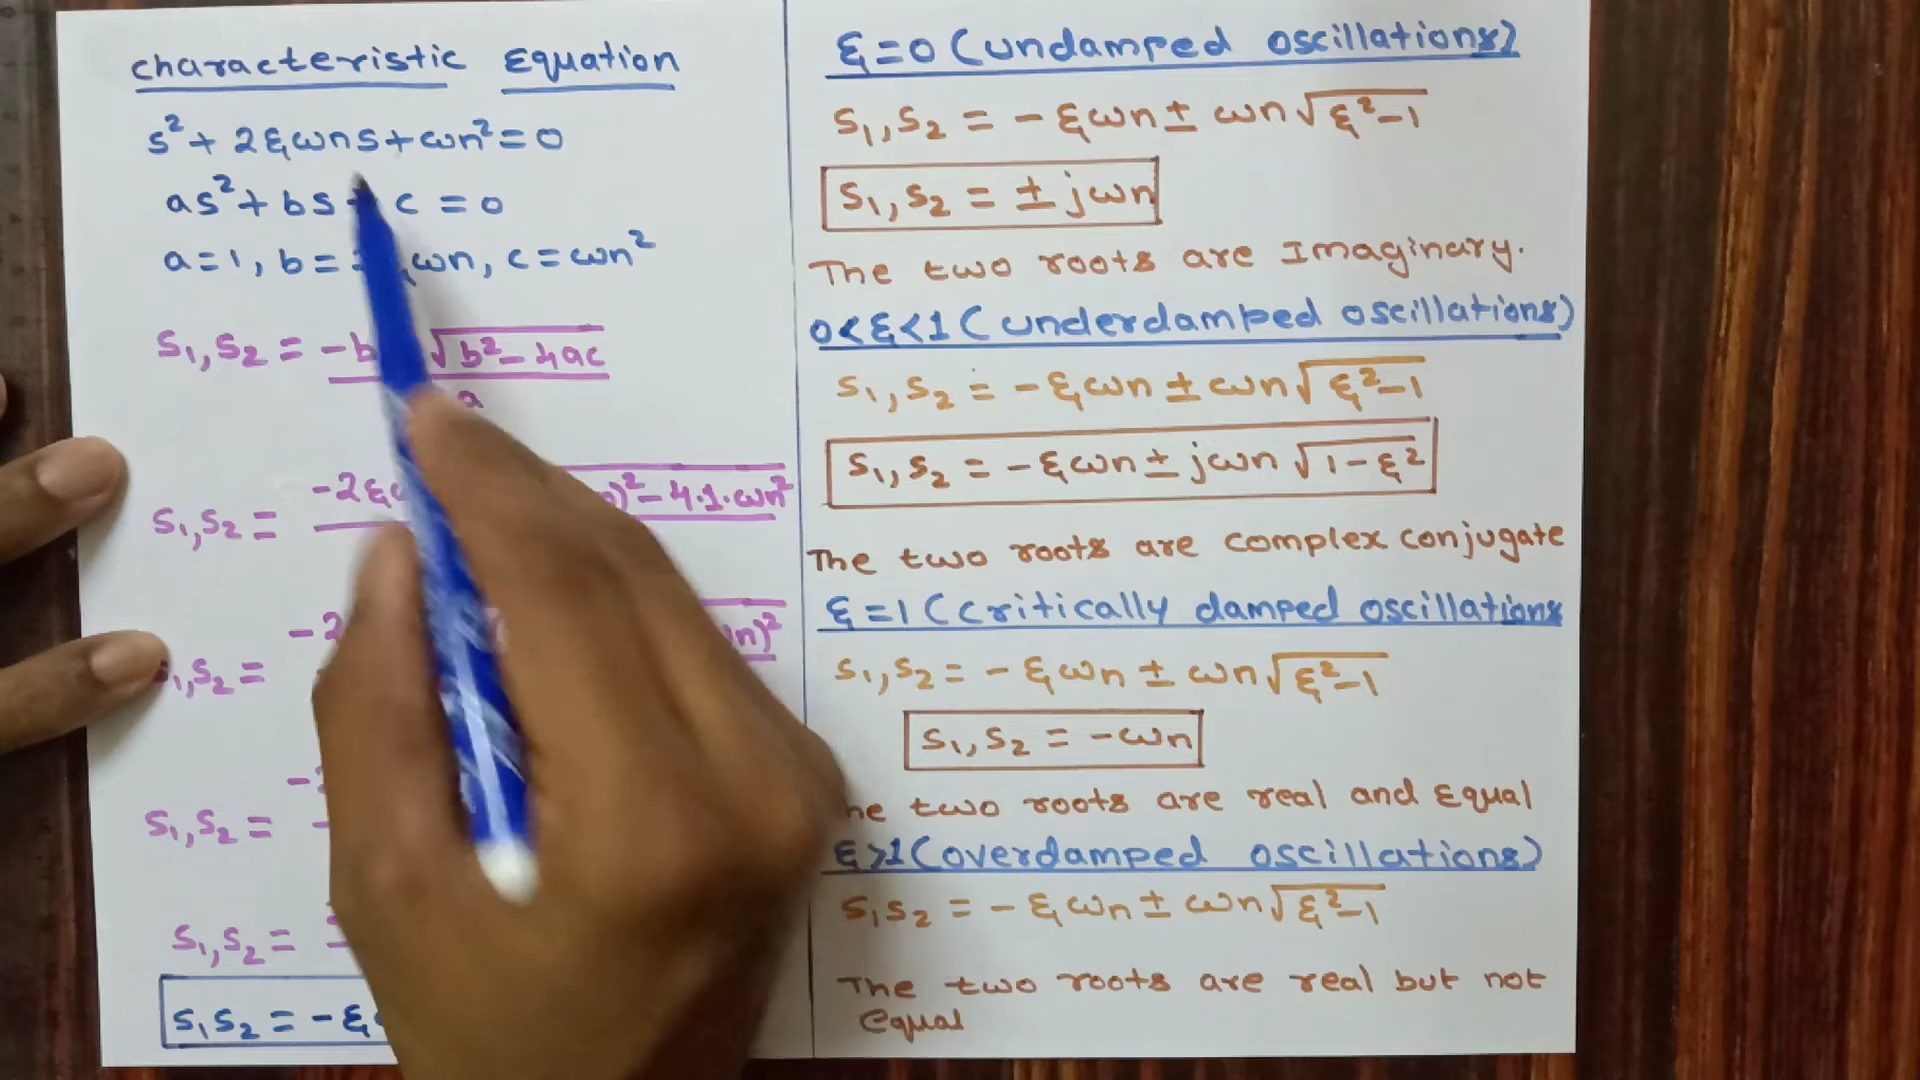 characteristic Equation
s² + 2ξωns + ωn² = 0
as² + bs + c = 0
a=1, b= ωn, c=ωn²
s₁,s₂ = -b √b²-4ac
a
s₁,s₂ = -2ξ )²-4·1·ωn²
s₁,s₂ = -2 )²
s₁,s₂ = -
s₁,s₂ =
s₁s₂ = -ξ
ξ=0 (undamped oscillations)
s₁,s₂ = -ξωn ± ωn√ξ²-1
s₁,s₂ = ±jωn
The two roots are Imaginary.
0<ξ<1 (underdamped oscillations)
s₁,s₂ = -ξωn ± ωn√ξ²-1
s₁,s₂ = -ξωn ± jωn √1-ξ²
The two roots are complex conjugate
ξ=1 (critically damped oscillations
s₁,s₂ = -ξωn ± ωn√ξ²-1
s₁,s₂ = -ωn
two roots are real and Equal
ξ>1 (overdamped oscillations)
s₁s₂ = -ξωn ± ωn√ξ²-1
The two roots are real but not
Equal